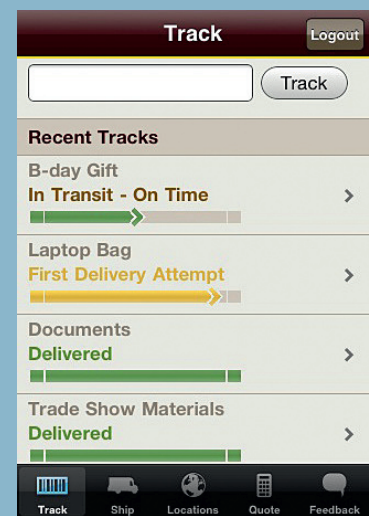 Track
Logout
Track
Recent Tracks
B-day Gift
In Transit - On Time
Laptop Bag
First Delivery Attempt
Documents
Delivered
Trade Show Materials
Delivered
Track Ship Locations Quote Feedback